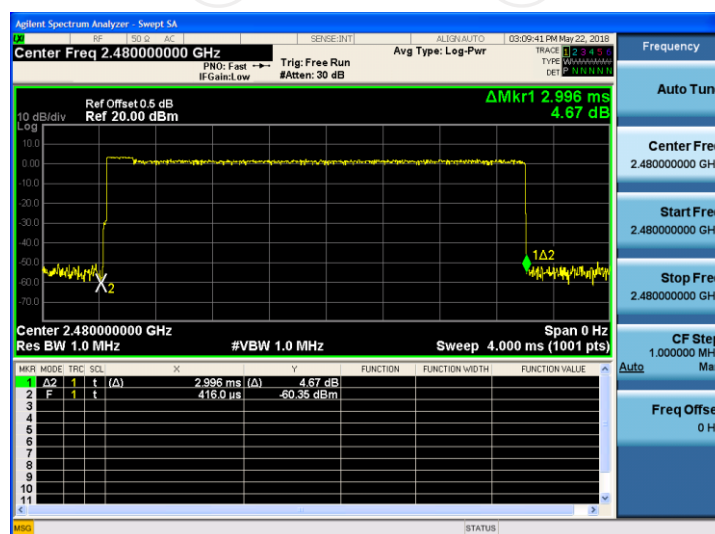 Agilent Spectrum Analyzer - Swept SA
RF 50 Ω AC SENSE:INT ALIGNAUTO 03:09:41 PM May 22, 2018
Center Freq 2.480000000 GHz
PNO: Fast
IFGain:Low
Trig: Free Run
#Atten: 30 dB
Avg Type: Log-Pwr
TRACE 1 2 3 4 5 6
TYPE
DET P N N N N N
ΔMkr1 2.996 ms
4.67 dB
Ref Offset 0.5 dB
10 dB/div Ref 20.00 dBm
Log
10.0
0.00
-10.0
-20.0
-30.0
-40.0
-50.0
-60.0
-70.0
1Δ2
2
Center 2.480000000 GHz Span 0 Hz
Res BW 1.0 MHz #VBW 1.0 MHz Sweep 4.000 ms (1001 pts)
MKR MODE TRC SCL X Y FUNCTION FUNCTION WIDTH FUNCTION VALUE
1 Δ2 1 t (Δ) 2.996 ms (Δ) 4.67 dB
2 F 1 t 416.0 µs -60.35 dBm
3
4
5
6
7
8
9
10
11
MSG STATUS
Frequency
Auto Tun
Center Fre
2.480000000 GH
Start Fre
2.480000000 GH
Stop Fre
2.480000000 GH
CF Step
1.000000 MH
Auto Ma
Freq Offse
0 H